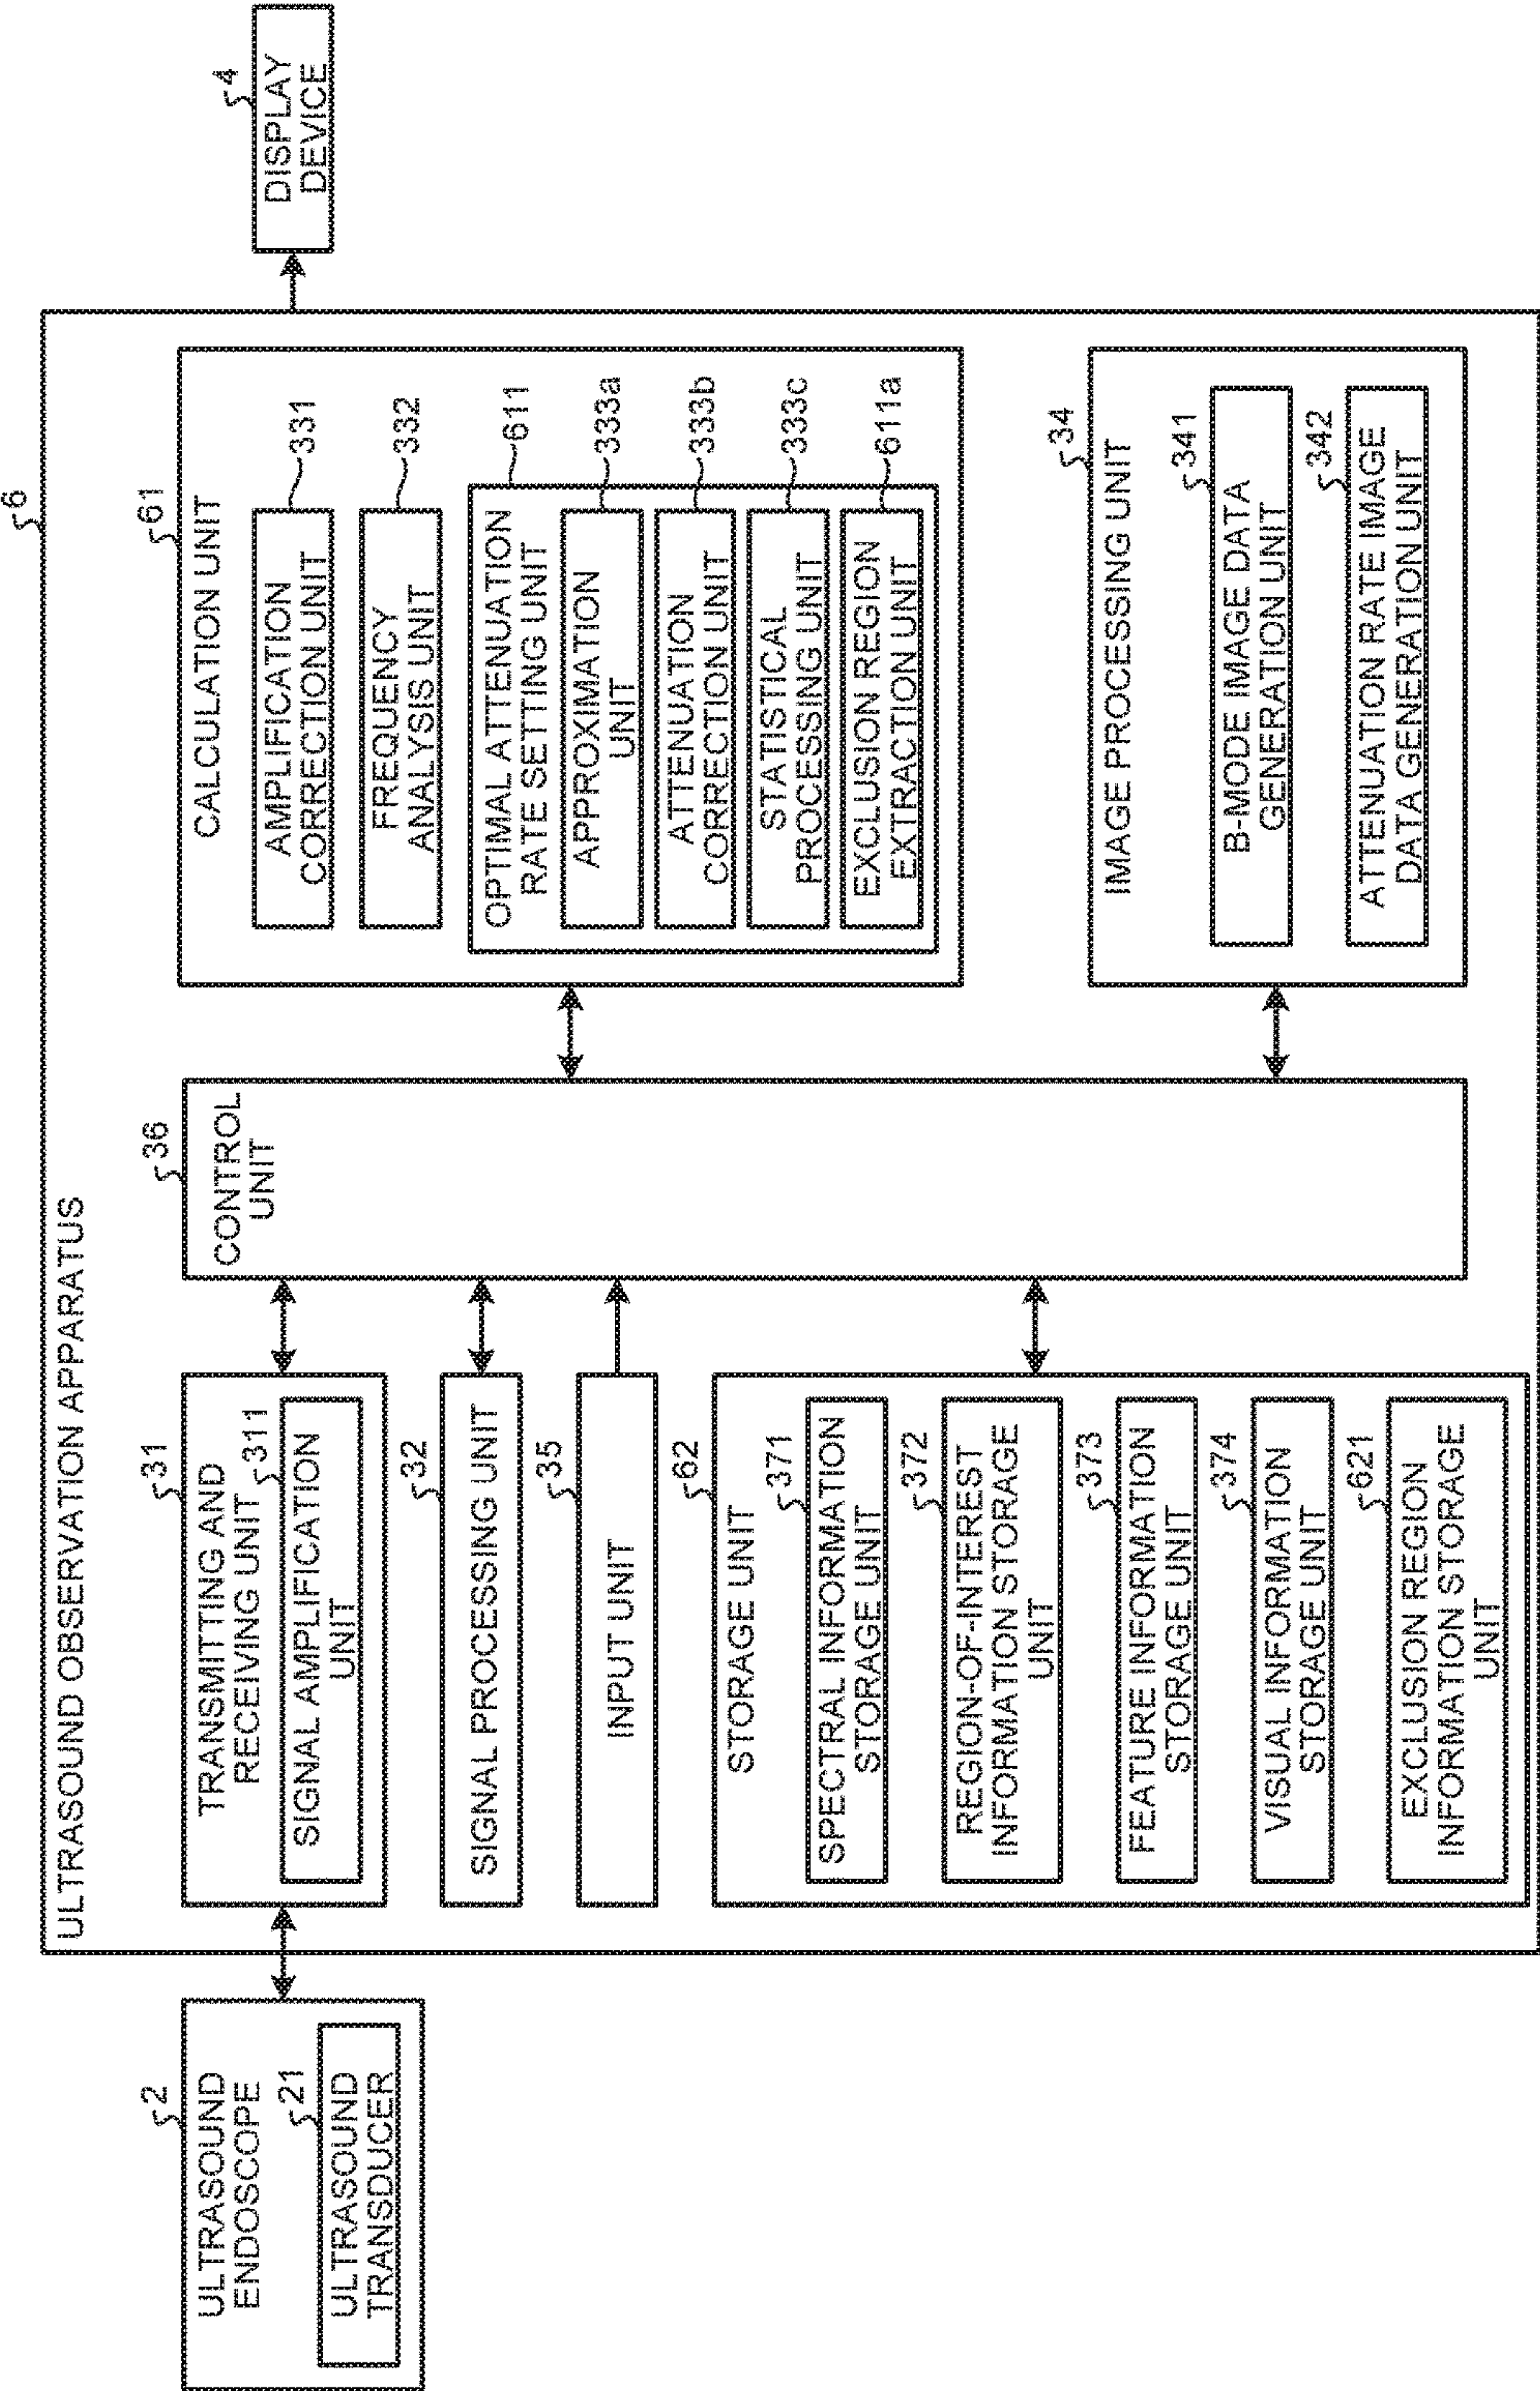 ULTRASOUND OBSERVATION APPARATUS
6
2
ULTRASOUND
ENDOSCOPE
21
ULTRASOUND
TRANSDUCER
31
TRANSMITTING AND
RECEIVING UNIT
311
SIGNAL AMPLIFICATION
UNIT
32
SIGNAL PROCESSING UNIT
35
INPUT UNIT
62
STORAGE UNIT
371
SPECTRAL INFORMATION
STORAGE UNIT
372
REGION-OF-INTEREST
INFORMATION STORAGE
UNIT
373
FEATURE INFORMATION
STORAGE UNIT
374
VISUAL INFORMATION
STORAGE UNIT
621
EXCLUSION REGION
INFORMATION STORAGE
UNIT
36
CONTROL
UNIT
61
CALCULATION UNIT
AMPLIFICATION
CORRECTION UNIT
331
FREQUENCY
ANALYSIS UNIT
332
OPTIMAL ATTENUATION
RATE SETTING UNIT
611
APPROXIMATION
UNIT
333a
ATTENUATION
CORRECTION UNIT
333b
STATISTICAL
PROCESSING UNIT
333c
EXCLUSION REGION
EXTRACTION UNIT
611a
34
IMAGE PROCESSING UNIT
341
B-MODE IMAGE DATA
GENERATION UNIT
342
ATTENUATION RATE IMAGE
DATA GENERATION UNIT
4
DISPLAY
DEVICE